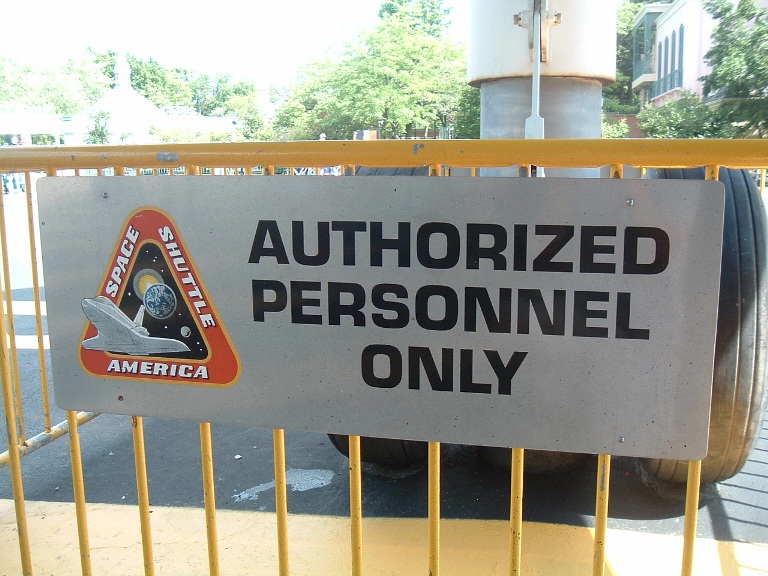 SPACE SHUTTLE
AMERICA
AUTHORIZED
PERSONNEL
ONLY